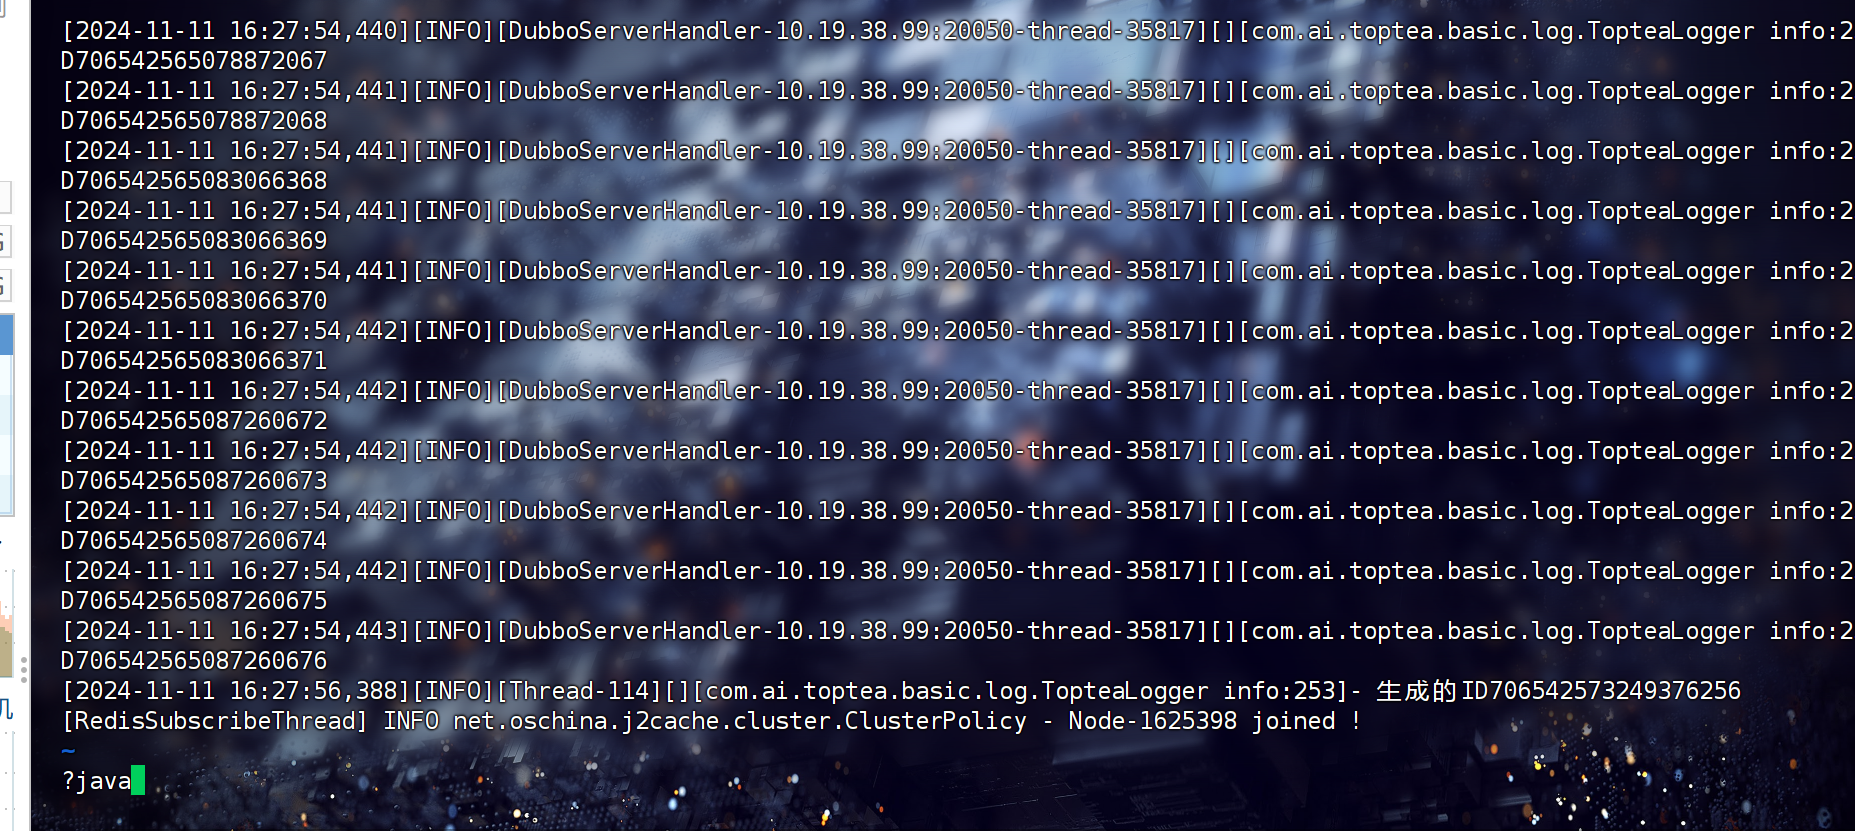 [2024-11-11 16:27:54,440][INFO][DubboServerHandler-10.19.38.99:20050-thread-35817][][com.ai.toptea.basic.log.TopteaLogger info:2
D706542565078872067
[2024-11-11 16:27:54,441][INFO][DubboServerHandler-10.19.38.99:20050-thread-35817][][com.ai.toptea.basic.log.TopteaLogger info:2
D706542565078872068
[2024-11-11 16:27:54,441][INFO][DubboServerHandler-10.19.38.99:20050-thread-35817][][com.ai.toptea.basic.log.TopteaLogger info:2
D706542565083066368
[2024-11-11 16:27:54,441][INFO][DubboServerHandler-10.19.38.99:20050-thread-35817][][com.ai.toptea.basic.log.TopteaLogger info:2
D706542565083066369
[2024-11-11 16:27:54,441][INFO][DubboServerHandler-10.19.38.99:20050-thread-35817][][com.ai.toptea.basic.log.TopteaLogger info:2
D706542565083066370
[2024-11-11 16:27:54,442][INFO][DubboServerHandler-10.19.38.99:20050-thread-35817][][com.ai.toptea.basic.log.TopteaLogger info:2
D706542565083066371
[2024-11-11 16:27:54,442][INFO][DubboServerHandler-10.19.38.99:20050-thread-35817][][com.ai.toptea.basic.log.TopteaLogger info:2
D706542565087260672
[2024-11-11 16:27:54,442][INFO][DubboServerHandler-10.19.38.99:20050-thread-35817][][com.ai.toptea.basic.log.TopteaLogger info:2
D706542565087260673
[2024-11-11 16:27:54,442][INFO][DubboServerHandler-10.19.38.99:20050-thread-35817][][com.ai.toptea.basic.log.TopteaLogger info:2
D706542565087260674
[2024-11-11 16:27:54,442][INFO][DubboServerHandler-10.19.38.99:20050-thread-35817][][com.ai.toptea.basic.log.TopteaLogger info:2
D706542565087260675
[2024-11-11 16:27:54,443][INFO][DubboServerHandler-10.19.38.99:20050-thread-35817][][com.ai.toptea.basic.log.TopteaLogger info:2
D706542565087260676
[2024-11-11 16:27:56,388][INFO][Thread-114][][com.ai.toptea.basic.log.TopteaLogger info:253]- 生成的ID706542573249376256
[RedisSubscribeThread] INFO net.oschina.j2cache.cluster.ClusterPolicy - Node-1625398 joined !
~
?java